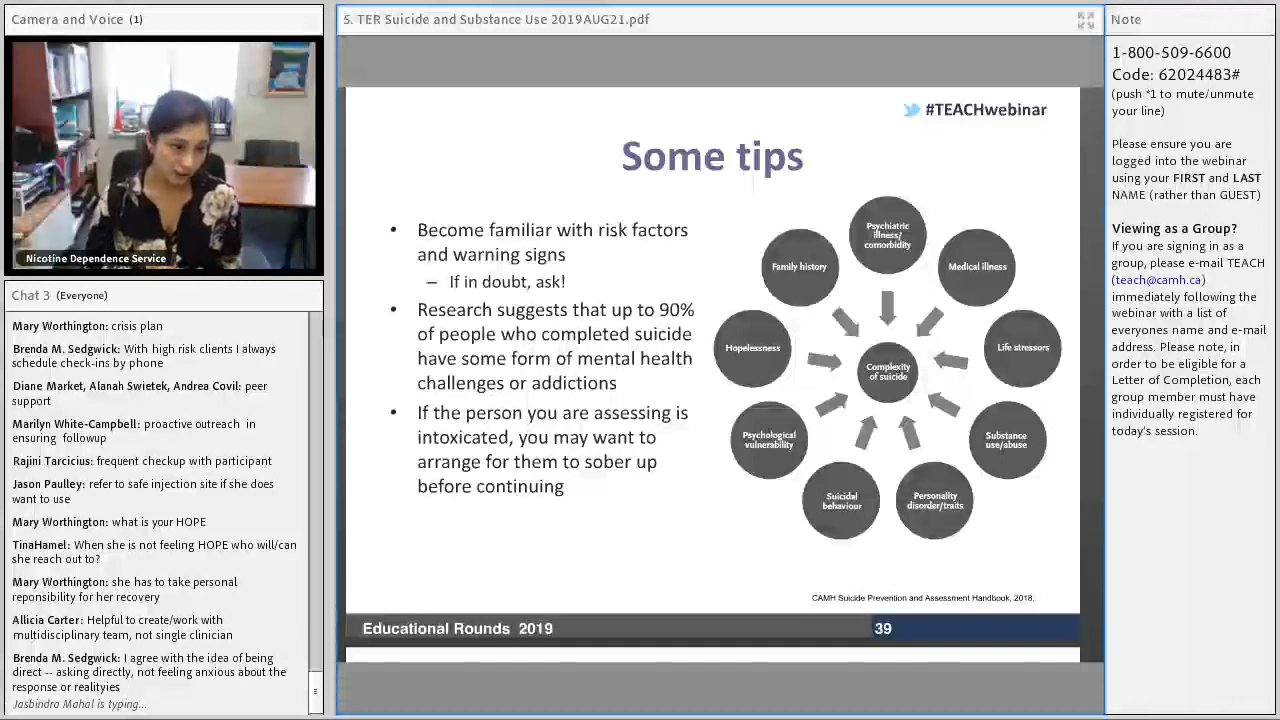 Camera and Voice (1)
Nicotine Dependence Service
Chat 3 (Everyone)
Mary Worthington: crisis plan
Brenda M. Sedgwick: With high risk clients I always
schedule check-ins by phone
Diane Market, Alanah Swietek, Andrea Covil: peer
support
Marilyn White-Campbell: proactive outreach in
ensuring followup
Rajini Tarcicius: frequent checkup with participant
Jason Paulley: refer to safe injection site if she does
want to use
Mary Worthington: what is your HOPE
TinaHamel: When she is not feeling HOPE who will/can
she reach out to?
Mary Worthington: she has to take personal
reponsibility for her recovery
Allicia Carter: Helpful to create/work with
multidisciplinary team, not single clinician
Brenda M. Sedgwick: I agree with the idea of being
direct -- asking directly, not feeling anxious about the
response or realityies
Jasbindra Mahal is typing...
5. TER Suicide and Substance Use 2019AUG21.pdf
#TEACHwebinar
Some tips
• Become familiar with risk factors
and warning signs
– If in doubt, ask!
• Research suggests that up to 90%
of people who completed suicide
have some form of mental health
challenges or addictions
• If the person you are assessing is
intoxicated, you may want to
arrange for them to sober up
before continuing
Psychiatric
illness/
comorbidity
Medical illness
Life stressors
Substance
use/abuse
Personality
disorder/traits
Suicidal
behaviour
Psychological
vulnerability
Hopelessness
Family history
Complexity
of suicide
CAMH Suicide Prevention and Assessment Handbook, 2018.
Educational Rounds 2019
39
Note
1-800-509-6600
Code: 62024483#
(push *1 to mute/unmute
your line)
Please ensure you are
logged into the webinar
using your FIRST and LAST
NAME (rather than GUEST)
Viewing as a Group?
If you are signing in as a
group, please e-mail TEACH
(teach@camh.ca)
immediately following the
webinar with a list of
everyones name and e-mail
address. Please note, in
order to be eligible for a
Letter of Completion, each
group member must have
individually registered for
today's session.